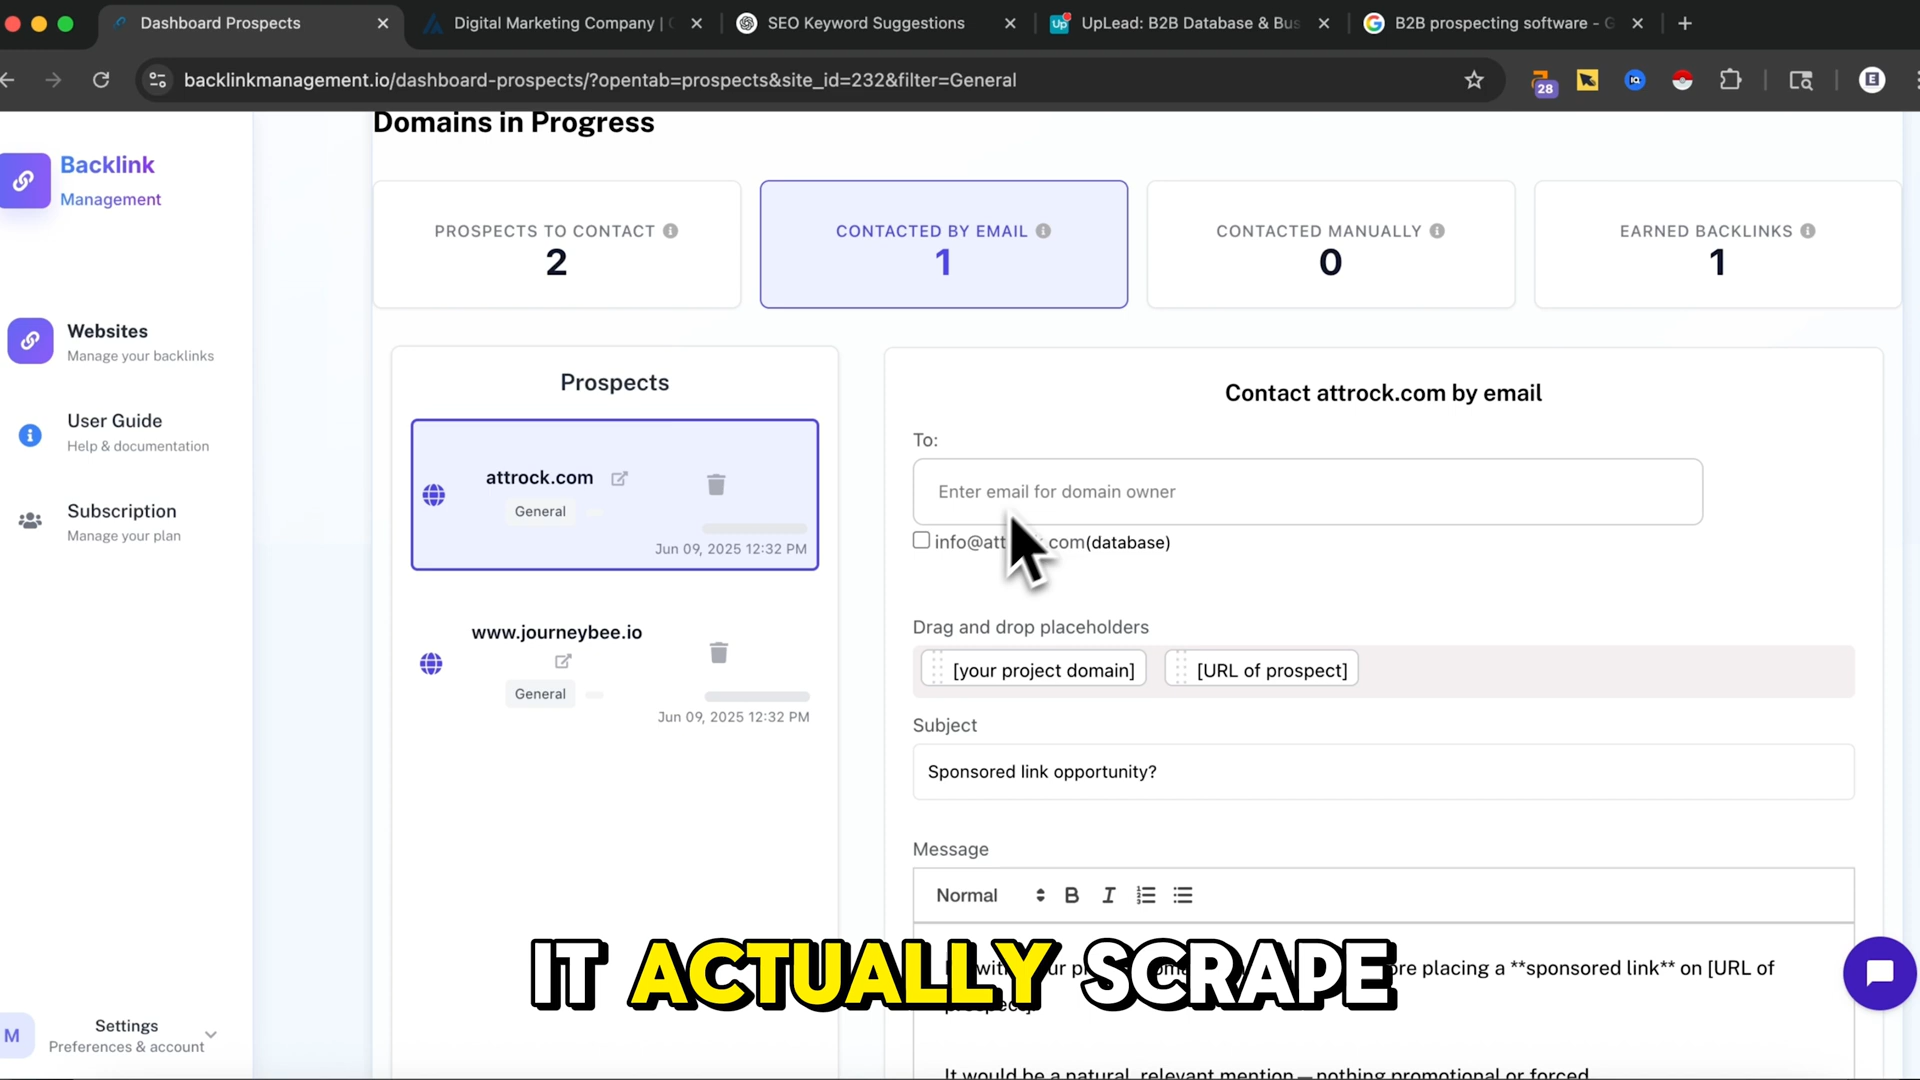 Dashboard Prospects
Digital Marketing Company |
SEO Keyword Suggestions
UpLead: B2B Database & Bus
B2B prospecting software - G
backlinkmanagement.io/dashboard-prospects/?opentab=prospects&site_id=232&filter=General
28
E
Backlink
Management
Websites
Manage your backlinks
User Guide
Help & documentation
Subscription
Manage your plan
M
Settings
Preferences & account
Domains in Progress
PROSPECTS TO CONTACT
2
CONTACTED BY EMAIL
1
CONTACTED MANUALLY
0
EARNED BACKLINKS
1
Prospects
attrock.com
General
Jun 09, 2025 12:32 PM
www.journeybee.io
General
Jun 09, 2025 12:32 PM
Contact attrock.com by email
To:
Enter email for domain owner
(database)
Drag and drop placeholders
[your project domain]
[URL of prospect]
Subject
Sponsored link opportunity?
Message
Normal
placing a **sponsored link** on [URL of
It would be a natural, relevant mention—nothing promotional or forced
IT ACTUALLY SCRAPE